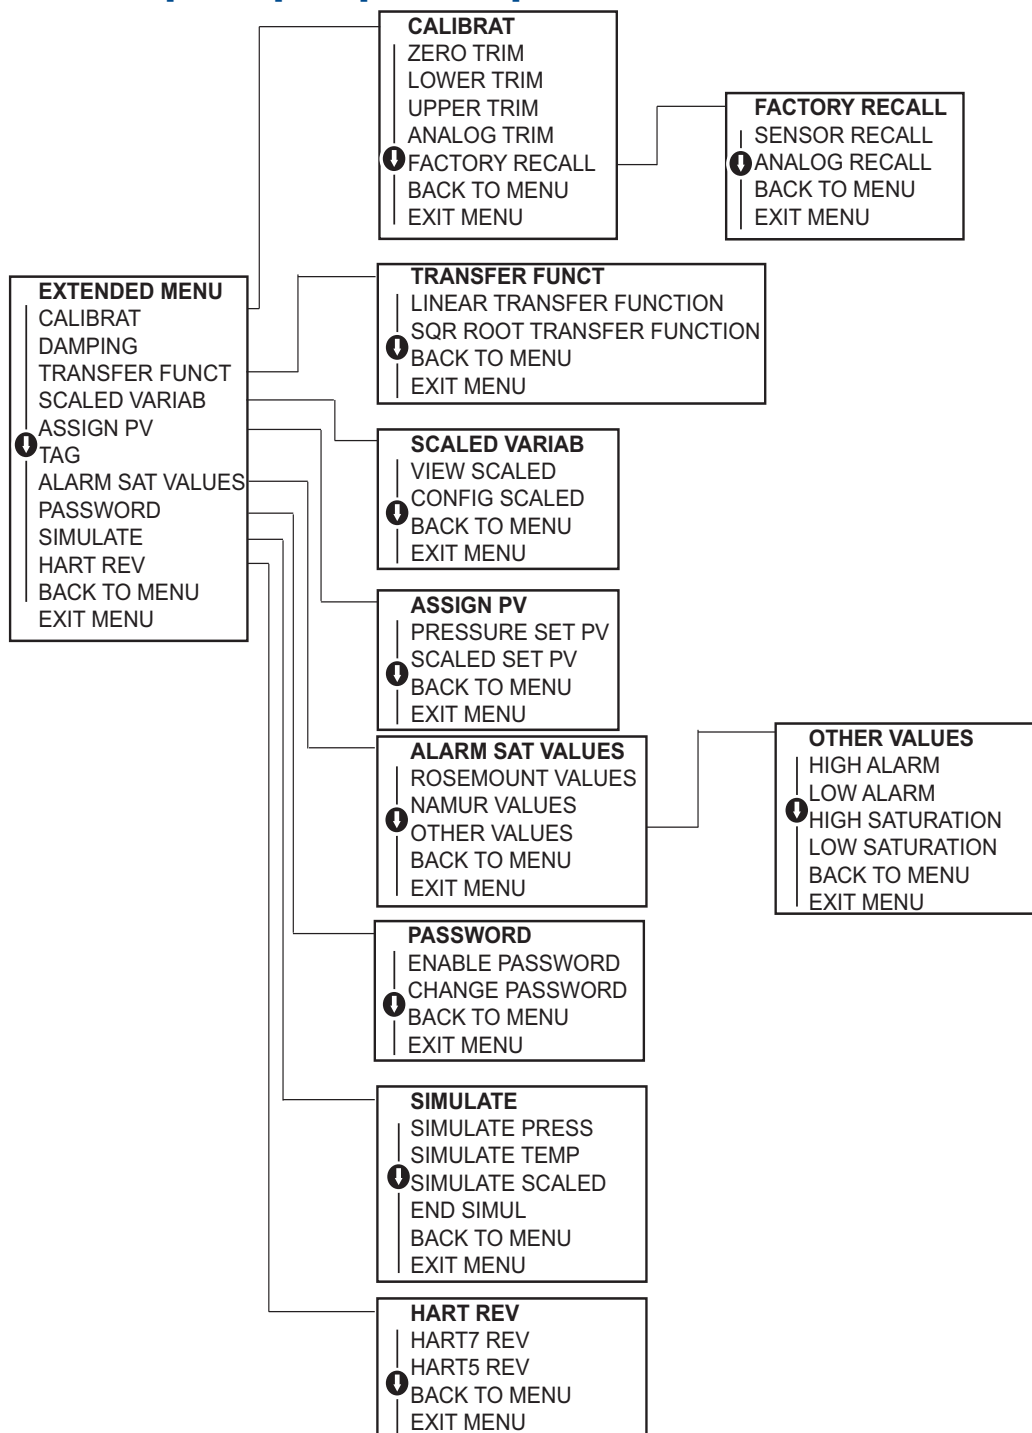 CALIBRAT
ZERO TRIM
LOWER TRIM
UPPER TRIM
ANALOG TRIM
FACTORY RECALL
BACK TO MENU
EXIT MENU
FACTORY RECALL
SENSOR RECALL
ANALOG RECALL
BACK TO MENU
EXIT MENU
EXTENDED MENU
CALIBRAT
DAMPING
TRANSFER FUNCT
SCALED VARIAB
ASSIGN PV
TAG
ALARM SAT VALUES
PASSWORD
SIMULATE
HART REV
BACK TO MENU
EXIT MENU
TRANSFER FUNCT
LINEAR TRANSFER FUNCTION
SQR ROOT TRANSFER FUNCTION
BACK TO MENU
EXIT MENU
SCALED VARIAB
VIEW SCALED
CONFIG SCALED
BACK TO MENU
EXIT MENU
ASSIGN PV
PRESSURE SET PV
SCALED SET PV
BACK TO MENU
EXIT MENU
ALARM SAT VALUES
ROSEMOUNT VALUES
NAMUR VALUES
OTHER VALUES
BACK TO MENU
EXIT MENU
OTHER VALUES
HIGH ALARM
LOW ALARM
HIGH SATURATION
LOW SATURATION
BACK TO MENU
EXIT MENU
PASSWORD
ENABLE PASSWORD
CHANGE PASSWORD
BACK TO MENU
EXIT MENU
SIMULATE
SIMULATE PRESS
SIMULATE TEMP
SIMULATE SCALED
END SIMUL
BACK TO MENU
EXIT MENU
HART REV
HART7 REV
HART5 REV
BACK TO MENU
EXIT MENU